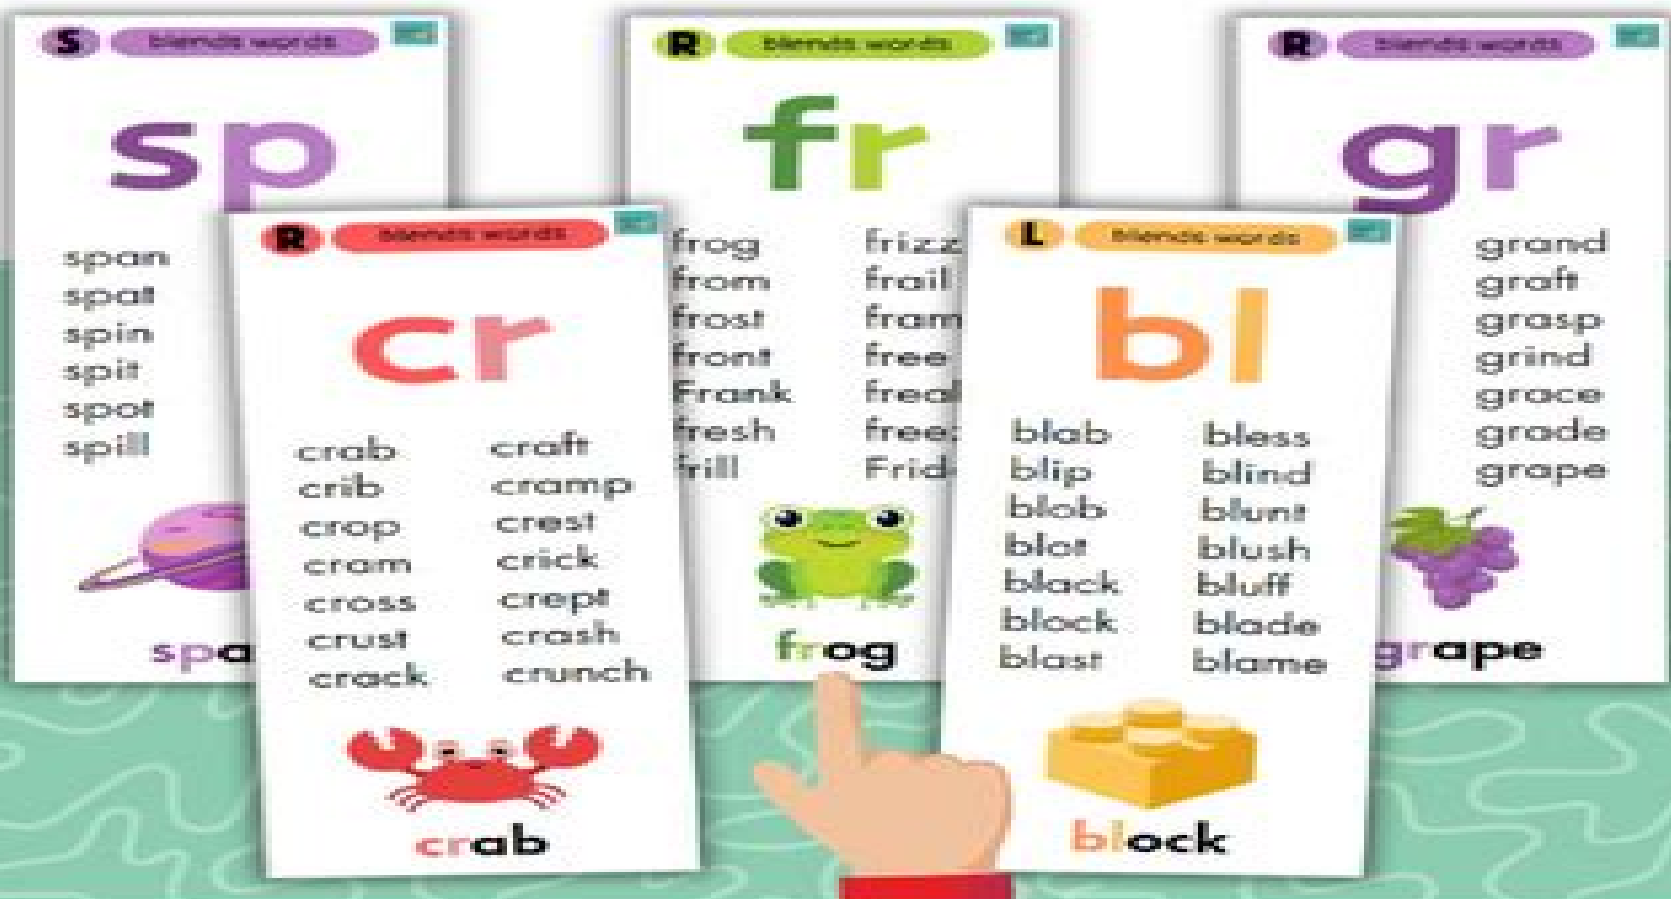 S blends words
sp
span
spat
spin
spit
spot
spill
R blends words
fr
frog frizz
from frail
frost
front free
Frank
fresh
frill
frog
R blends words
gr
grand
graft
grasp
grind
grace
grade
grape
grape
R blends words
cr
crab craft
crib cramp
crop crest
cram crick
cross crept
crust crash
crack crunch
crab
L blends words
bl
blab bless
blip blind
blob blunt
blot blush
black bluff
block blade
blast blame
block